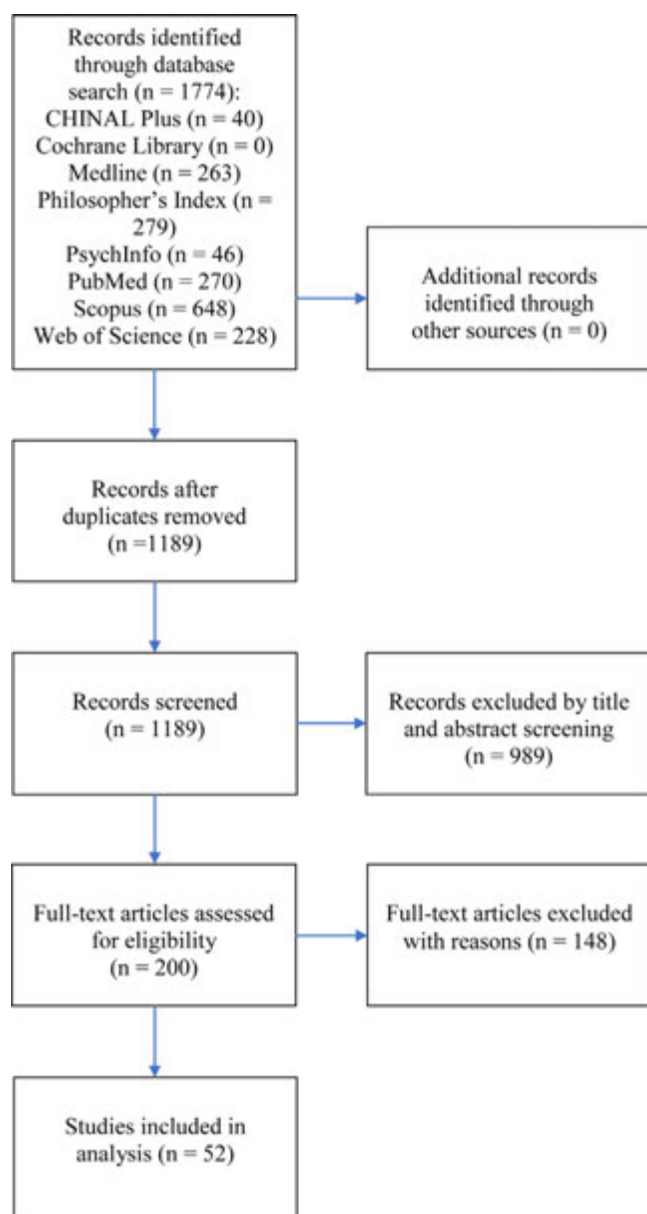 Records identified
through database
search (n = 1774):
CHINAL Plus (n = 40)
Cochrane Library (n = 0)
Medline (n = 263)
Philosopher's Index (n =
279)
PsychInfo (n = 46)
PubMed (n = 270)
Scopus (n = 648)
Web of Science (n = 228)
Additional records
identified through
other sources (n = 0)
Records after
duplicates removed
(n =1189)
Records screened
(n = 1189)
Records excluded by title
and abstract screening
(n = 989)
Full-text articles assessed
for eligibility
(n = 200)
Full-text articles excluded
with reasons (n = 148)
Studies included in
analysis (n = 52)